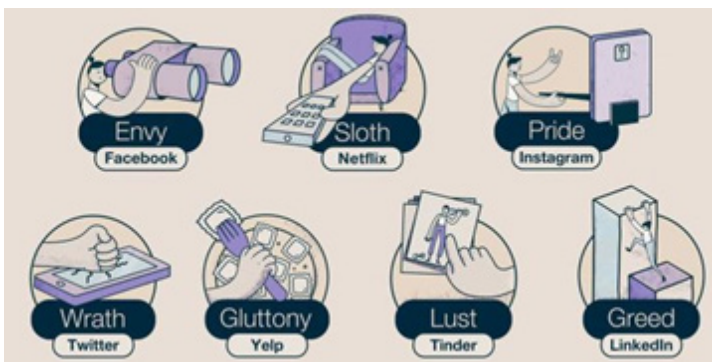 Envy
Facebook
Sloth
Netflix
Pride
Instagram
Wrath
Twitter
Gluttony
Yelp
Lust
Tinder
Greed
LinkedIn